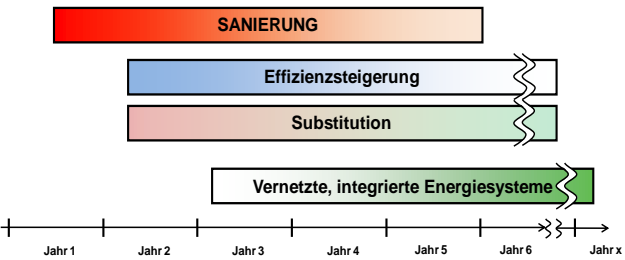 SANIERUNG
Effizienzsteigerung
Substitution
Vernetzte, integrierte Energiesysteme
Jahr 1 Jahr 2 Jahr 3 Jahr 4 Jahr 5 Jahr 6 Jahr x